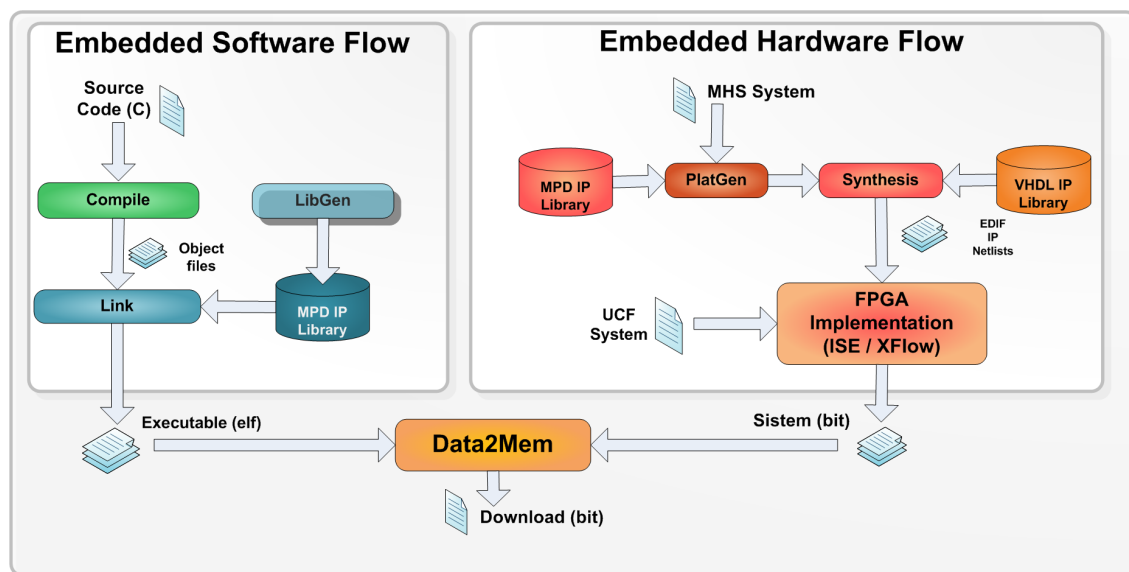 Embedded Software Flow
Source
Code (C)
Compile
LibGen
Object
files
Link
MPD IP
Library
Embedded Hardware Flow
MHS System
MPD IP
Library
PlatGen
Synthesis
VHDL IP
Library
EDIF
IP
Netlists
UCF
System
FPGA
Implementation
(ISE / XFlow)
Executable (elf)
Data2Mem
Sistem (bit)
Download (bit)